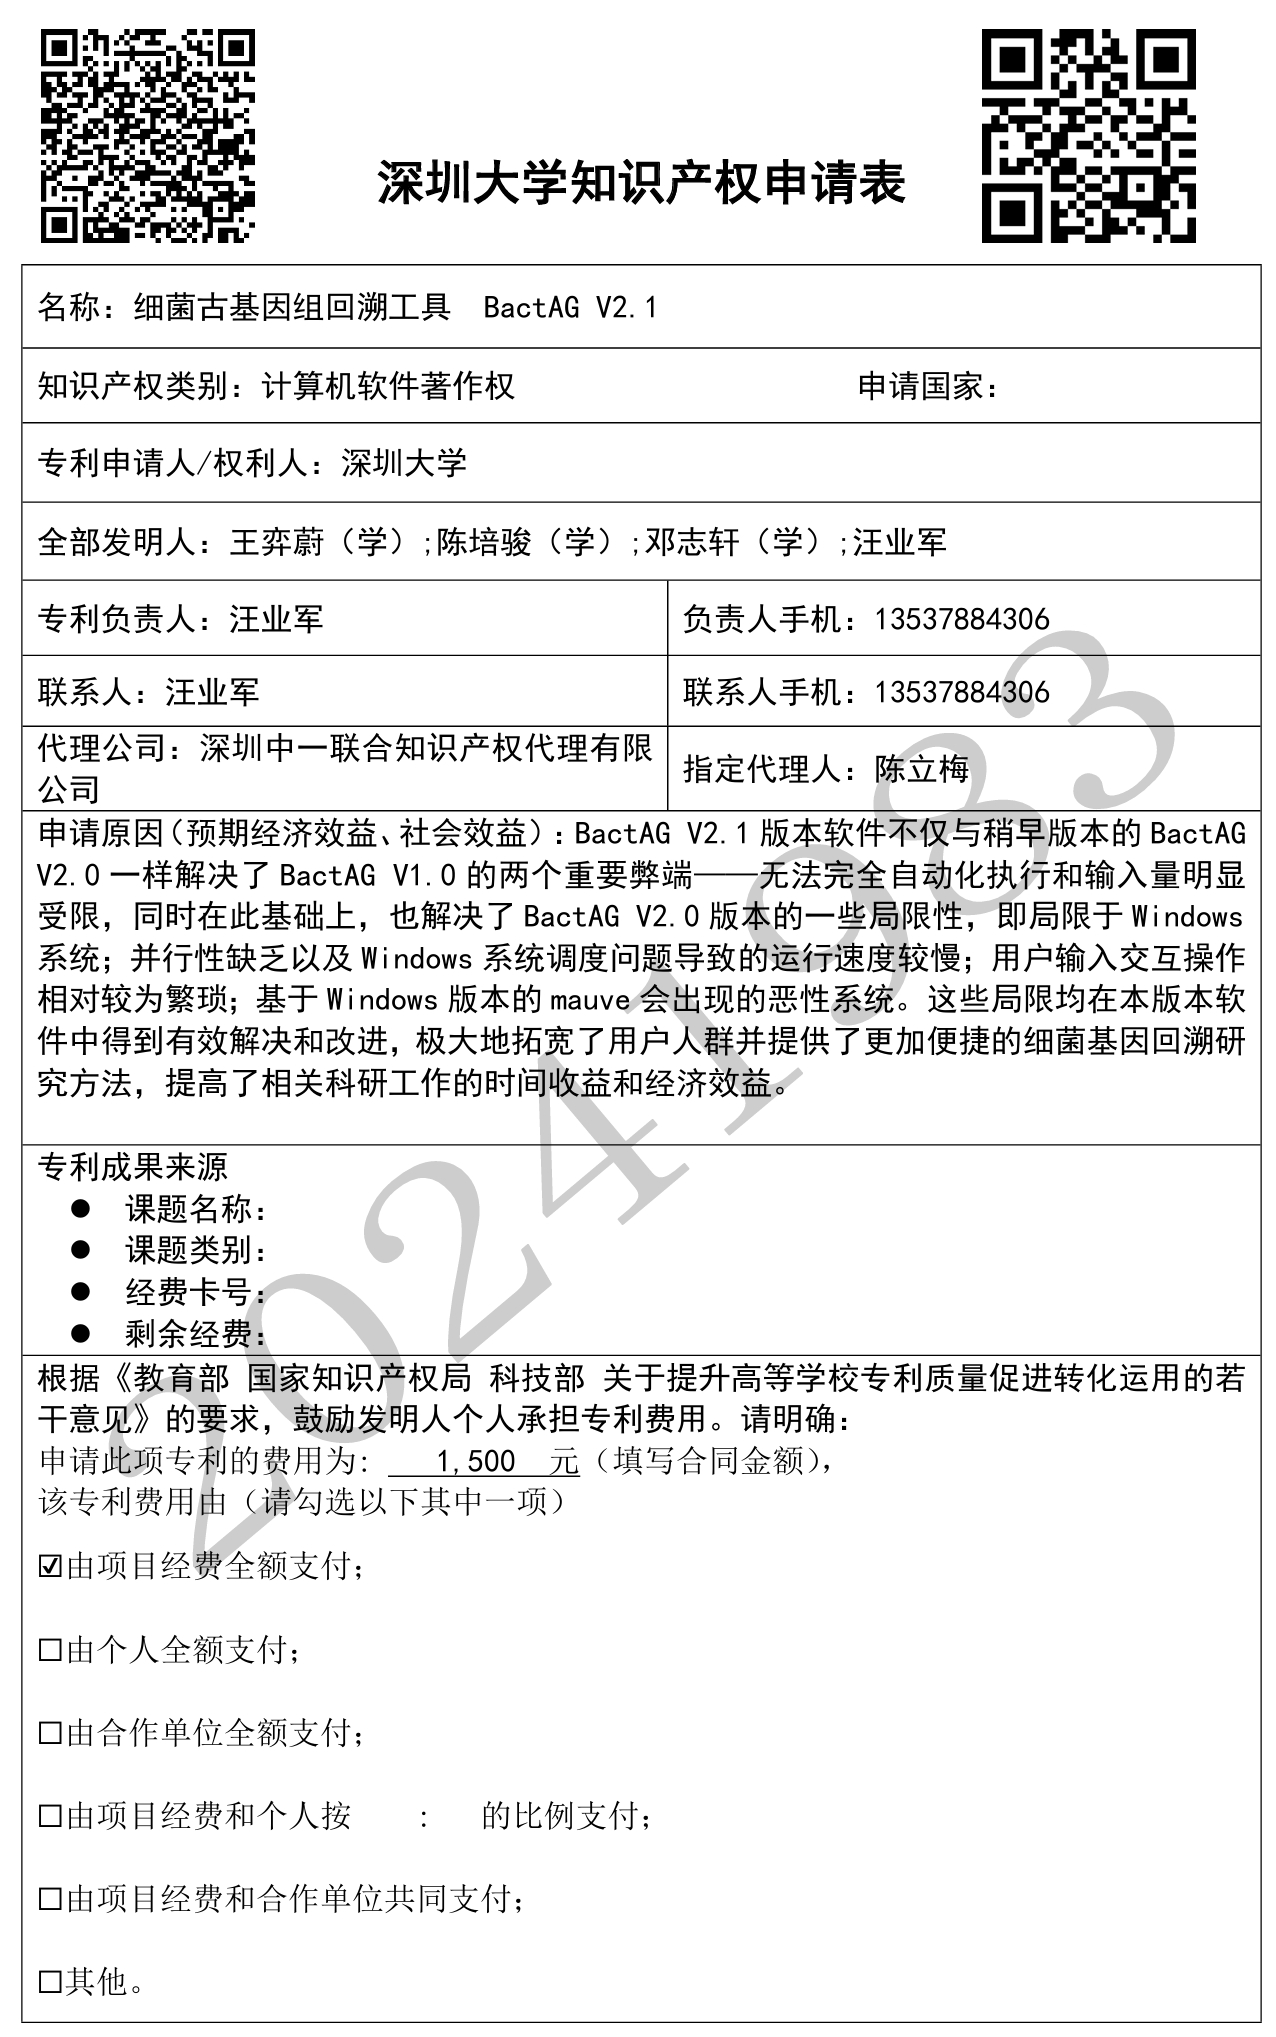 深圳大学知识产权申请表
名称：细菌古基因组回溯工具 BactAG V2.1
知识产权类别：计算机软件著作权 申请国家：
专利申请人/权利人：深圳大学
全部发明人：王弈蔚（学）;陈培骏（学）;邓志轩（学）;汪业军
专利负责人：汪业军 负责人手机：13537884306
联系人：汪业军 联系人手机：13537884306
代理公司：深圳中一联合知识产权代理有限
公司
指定代理人：陈立梅
申请原因（预期经济效益、社会效益）：BactAG V2.1 版本软件不仅与稍早版本的 BactAG
V2.0 一样解决了 BactAG V1.0 的两个重要弊端——无法完全自动化执行和输入量明显
受限，同时在此基础上，也解决了 BactAG V2.0 版本的一些局限性，即局限于 Windows
系统；并行性缺乏以及 Windows 系统调度问题导致的运行速度较慢；用户输入交互操作
相对较为繁琐；基于 Windows 版本的 mauve 会出现的恶性系统。这些局限均在本版本软
件中得到有效解决和改进，极大地拓宽了用户人群并提供了更加便捷的细菌基因回溯研
究方法，提高了相关科研工作的时间收益和经济效益。
专利成果来源
● 课题名称：
● 课题类别：
● 经费卡号：
● 剩余经费：
根据《教育部 国家知识产权局 科技部 关于提升高等学校专利质量促进转化运用的若
干意见》的要求，鼓励发明人个人承担专利费用。请明确：
申请此项专利的费用为： 1,500 元（填写合同金额），
该专利费用由（请勾选以下其中一项）
☑由项目经费全额支付；
☐由个人全额支付；
☐由合作单位全额支付；
☐由项目经费和个人按 : 的比例支付；
☐由项目经费和合作单位共同支付；
☐其他。
20241983